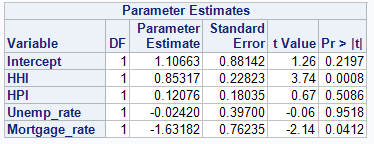 Parameter Estimates
Variable DF Parameter Estimate Standard Error t Value Pr > |t|
Intercept 1 1.10663 0.88142 1.26 0.2197
HHI 1 0.85317 0.22823 3.74 0.0008
HPI 1 0.12076 0.18035 0.67 0.5086
Unemp_rate 1 -0.02420 0.39700 -0.06 0.9518
Mortgage_rate 1 -1.63182 0.76235 -2.14 0.0412